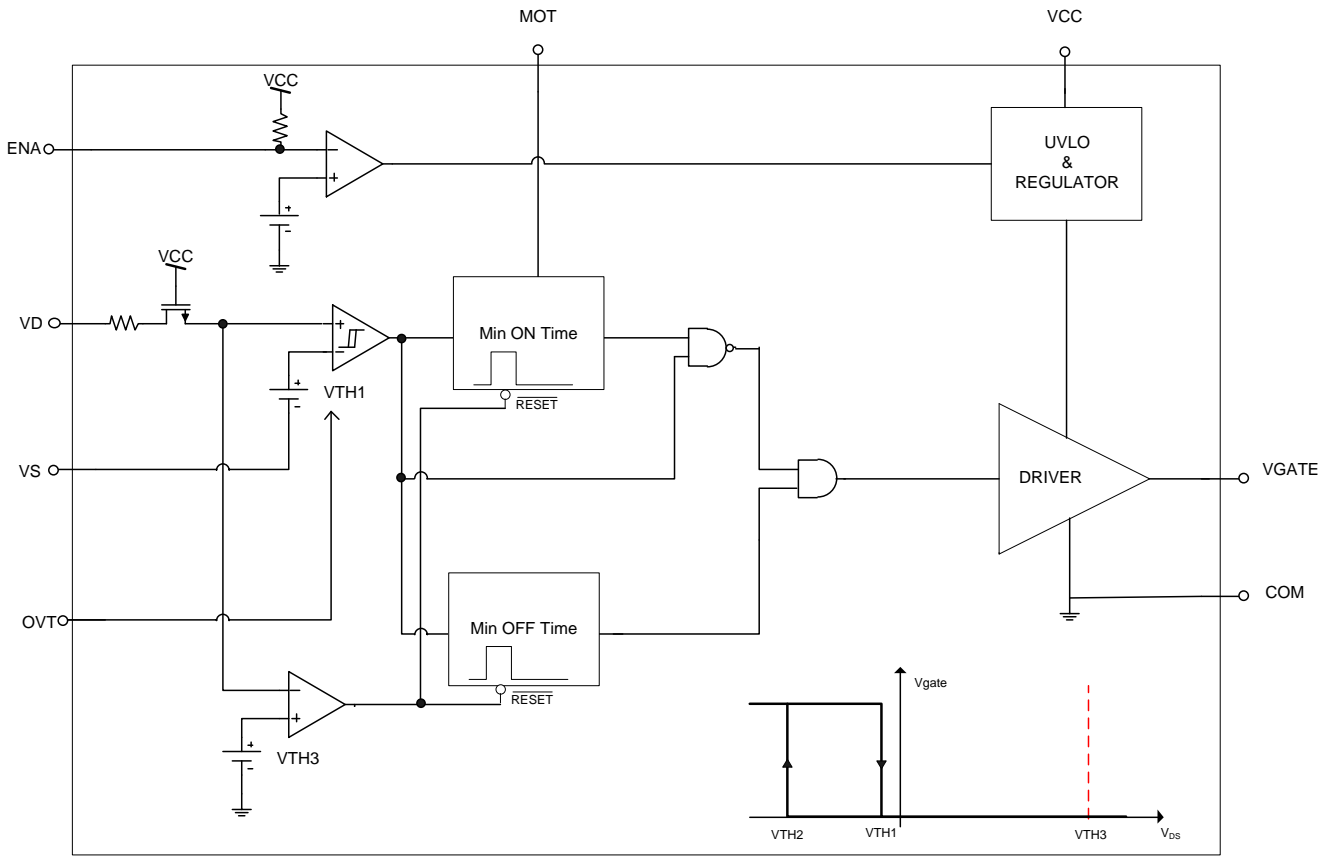 MOT
VCC
VCC
ENA
−
+
+
-
UVLO
&
REGULATOR
VCC
VD
+
−
+
-
VTH1
Min ON Time
RESET
VS
DRIVER
VGATE
OVT
COM
Min OFF Time
RESET
−
+
+
-
VTH3
Vgate
VTH2
VTH1
VTH3
VDS